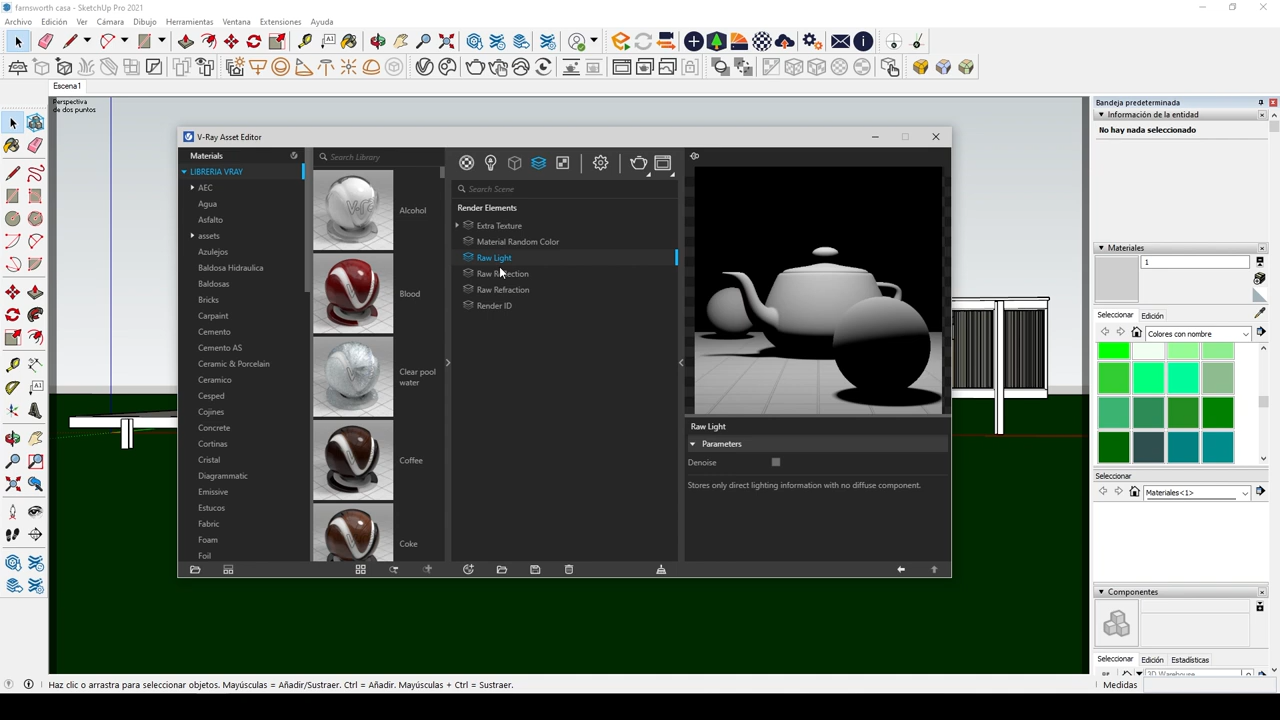 farnsworth casa - SketchUp Pro 2021
Archivo Edición Ver Cámara Dibujo Herramientas Ventana Extensiones Ayuda
Escena1
Perspectiva
de dos puntos
V-Ray Asset Editor
Materials
LIBRERIA VRAY
AEC
Agua
Asfalto
assets
Azulejos
Baldosa Hidraulica
Baldosas
Bricks
Carpaint
Cemento
Cemento AS
Ceramic & Porcelain
Ceramico
Cesped
Cojines
Concrete
Cortinas
Cristal
Diagrammatic
Emissive
Estucos
Fabric
Foam
Foil
Search Library
Alcohol
Blood
Clear pool
water
Coffee
Coke
Search Scene
Render Elements
Extra Texture
Material Random Color
Raw Light
Raw Reflection
Raw Refraction
Render ID
Raw Light
Parameters
Denoise
Stores only direct lighting information with no diffuse component.
Bandeja predeterminada
Información de la entidad
No hay nada seleccionado
Materiales
1
Seleccionar Edición
Colores con nombre
Seleccionar
Materiales<1>
Componentes
Seleccionar Edición Estadísticas
3D Warehouse
Haz clic o arrastra para seleccionar objetos. Mayúsculas = Añadir/Sustraer. Ctrl = Añadir. Mayúsculas + Ctrl = Sustraer.
Medidas